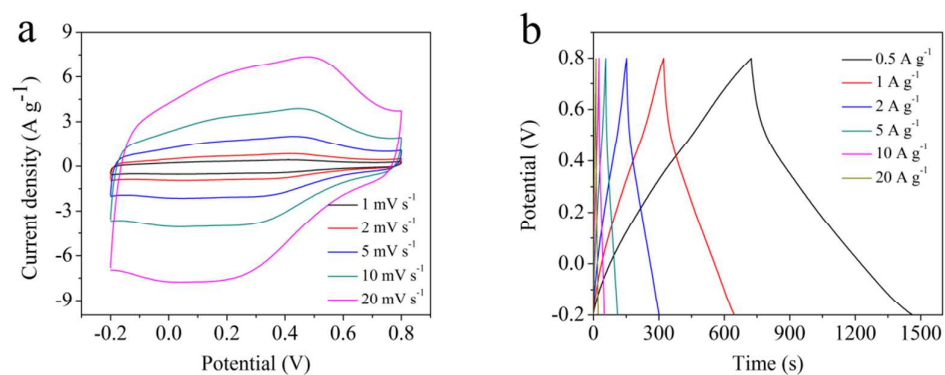 a
9
6
3
0
-3
-6
-9
Current density (A g⁻¹)
1 mV s⁻¹
2 mV s⁻¹
5 mV s⁻¹
10 mV s⁻¹
20 mV s⁻¹
-0.2 0.0 0.2 0.4 0.6 0.8
Potential (V)
b
0.8
0.6
0.4
0.2
0.0
-0.2
Potential (V)
0.5 A g⁻¹
1 A g⁻¹
2 A g⁻¹
5 A g⁻¹
10 A g⁻¹
20 A g⁻¹
0 300 600 900 1200 1500
Time (s)